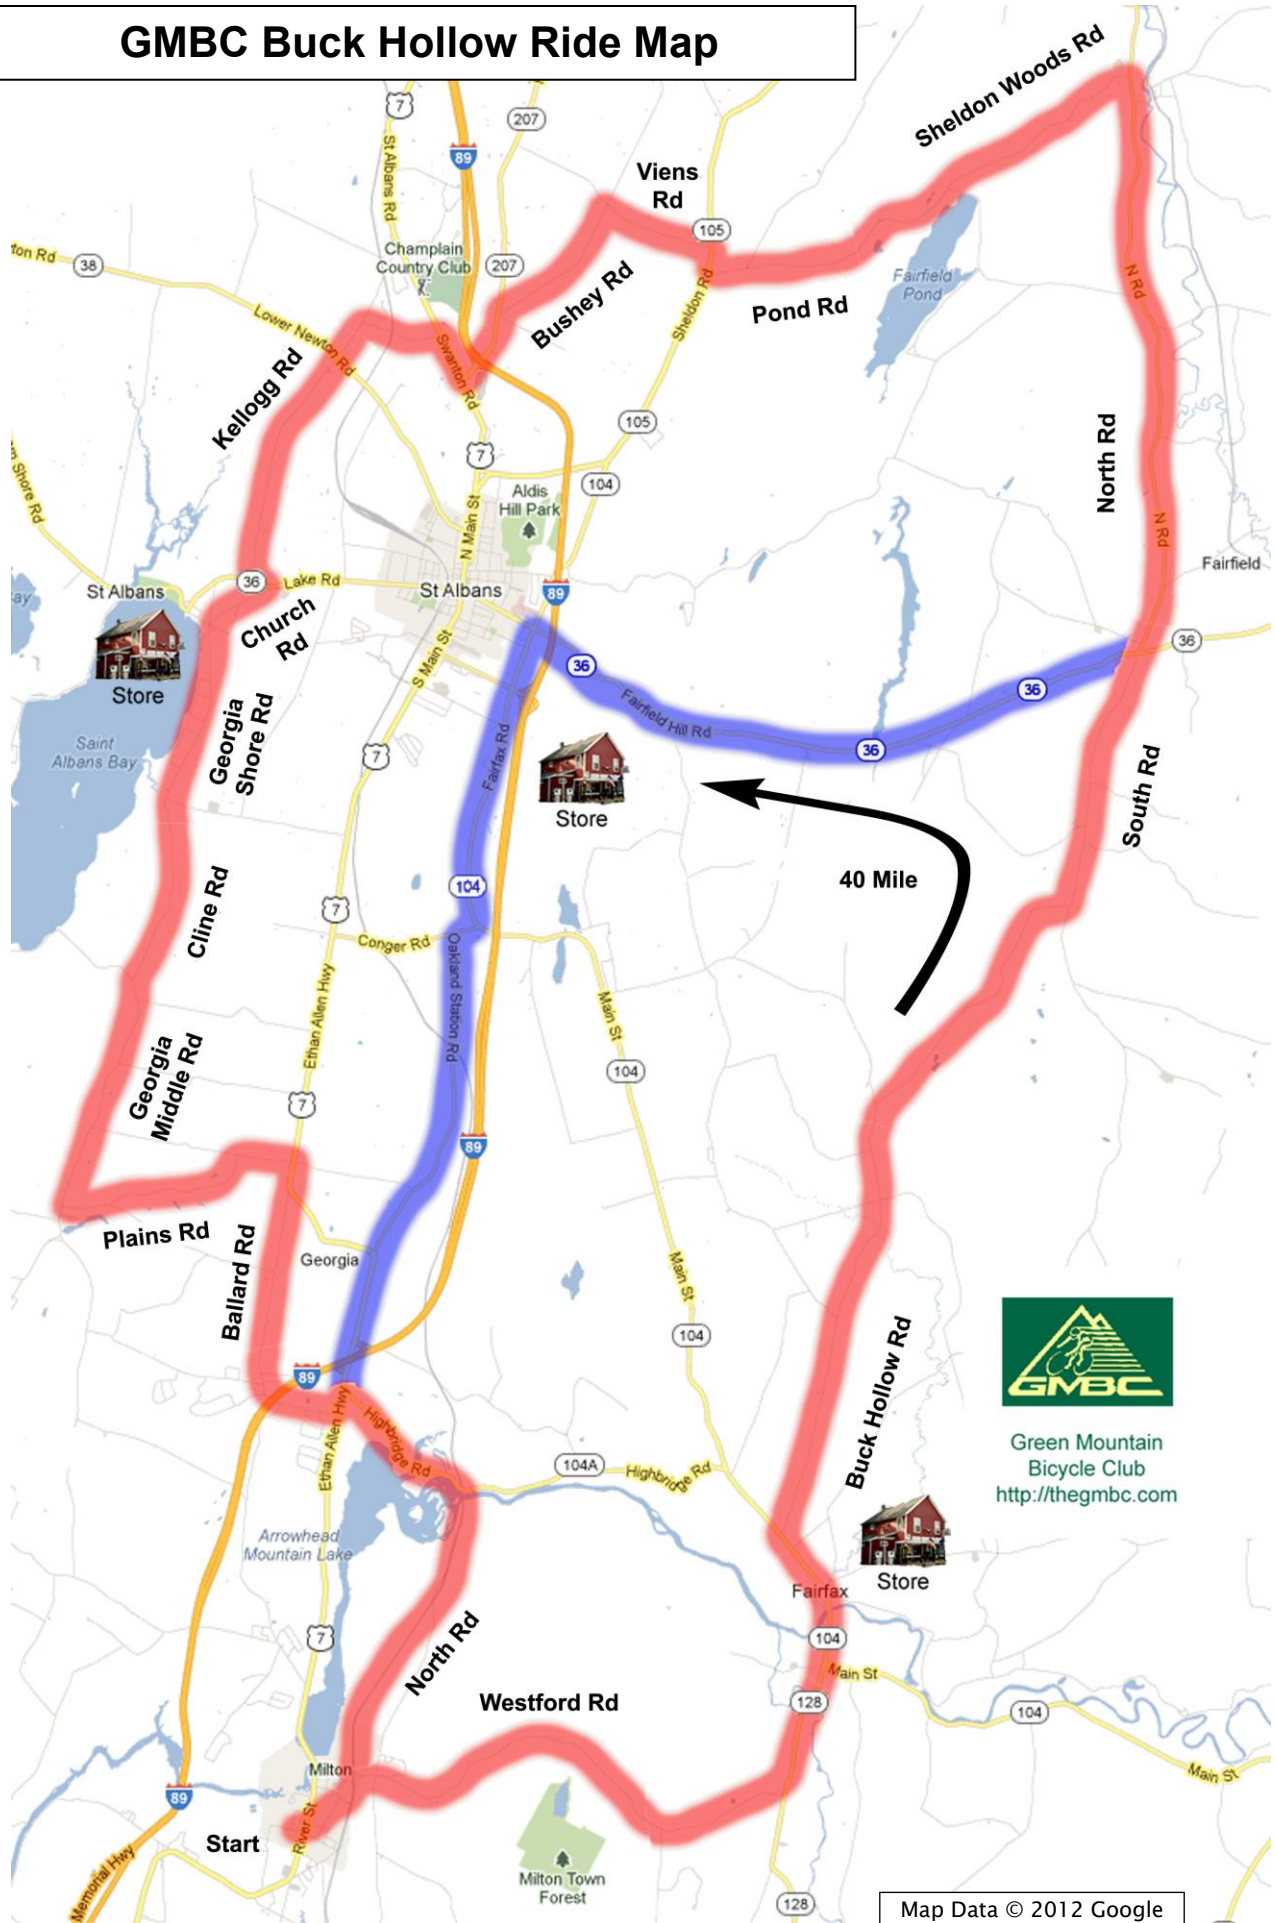 GMBC Buck Hollow Ride Map
7
207
89
St Albans Rd
Sheldon Woods Rd
Viens
Rd
105
Champlain
Country Club
207
ton Rd
38
Bushey Rd
Sheldon Rd
Pond Rd
Fairfield
Pond
N Rd
Lower Newton Rd
Swanton Rd
Kellogg Rd
105
North Rd
7
104
Aldis
Hill Park
N Main St
n Shore Rd
N Rd
Fairfield
36
Lake Rd
St Albans
St Albans
89
ay
Church
Rd
36
36
S Main St
36
Fairfield Hill Rd
Store
Georgia
Shore Rd
Saint
Albans Bay
7
Fairfax Rd
36
South Rd
Store
40 Mile
Cline Rd
104
7
Conger Rd
Oakland Station Rd
Ethan Allen Hwy
Main St
Georgia
Middle Rd
104
7
89
Plains Rd
Ballard Rd
Georgia
Main St
104
Buck Hollow Rd
89
GMBC
Green Mountain
Bicycle Club
http://thegmbc.com
Ethan Allen Hwy
Highbridge Rd
104A
Highbridge Rd
Arrowhead
Mountain Lake
Store
Fairfax
104
7
North Rd
Main St
Westford Rd
128
104
Main St
Milton
89
River St
Start
Memorial Hwy
Milton Town
Forest
128
Map Data © 2012 Google